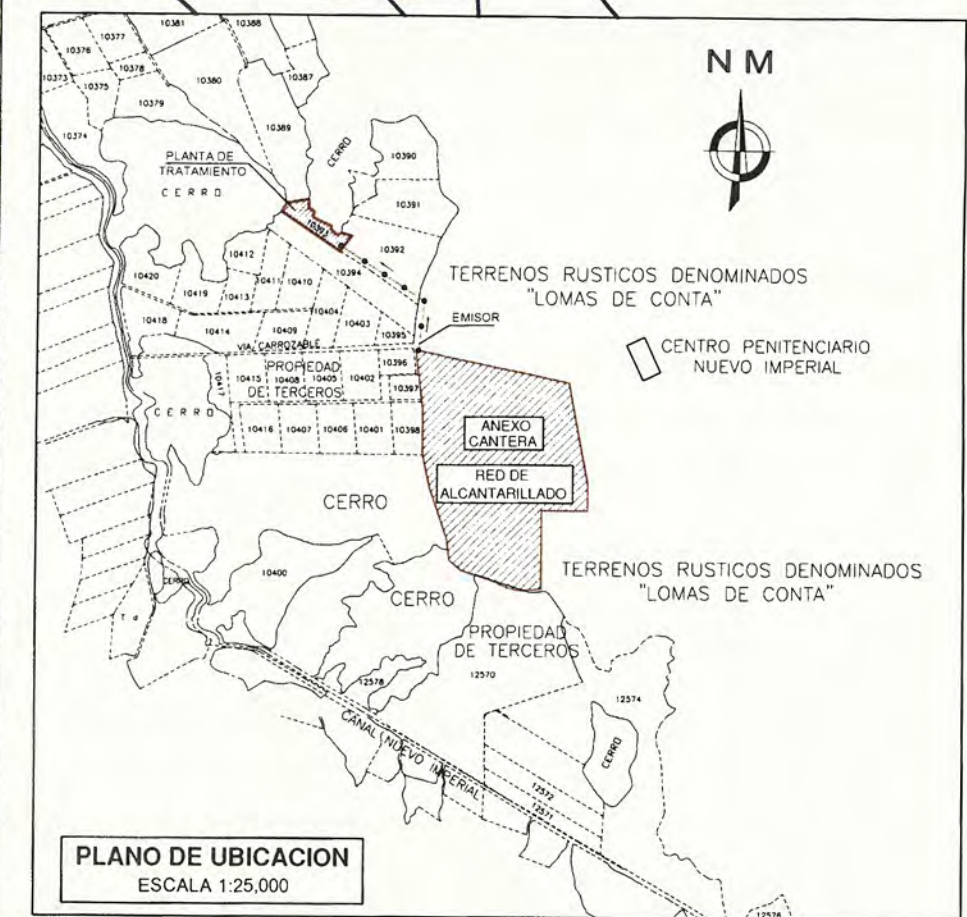 10381
10388
N M
10377
10376
10378
10387
10373
10375
10380
10379
10374
10389
CERRO
10390
PLANTA DE
TRATAMIENTO
CERRO
10391
10393
10392
10412
10394
TERRENOS RUSTICOS DENOMINADOS
"LOMAS DE CONTA"
10420
10411
10410
10419
10413
10404
EMISOR
10418
10414
10409
10403
10395
VIA CARROZABLE
CENTRO PENITENCIARIO
NUEVO IMPERIAL
10396
PROPIEDAD
DE TERCEROS
10417
10415
10408
10405
10402
10397
CERRO
10416
10407
10406
10401
10398
ANEXO
CANTERA
RED DE
ALCANTARILLADO
CERRO
10400
CERRO
CERRO
TERRENOS RUSTICOS DENOMINADOS
"LOMAS DE CONTA"
PROPIEDAD
DE TERCEROS
12570
12578
12574
CANAL NUEVO IMPERIAL
CERRO
12572
12571
PLANO DE UBICACION
ESCALA 1:25,000
12576